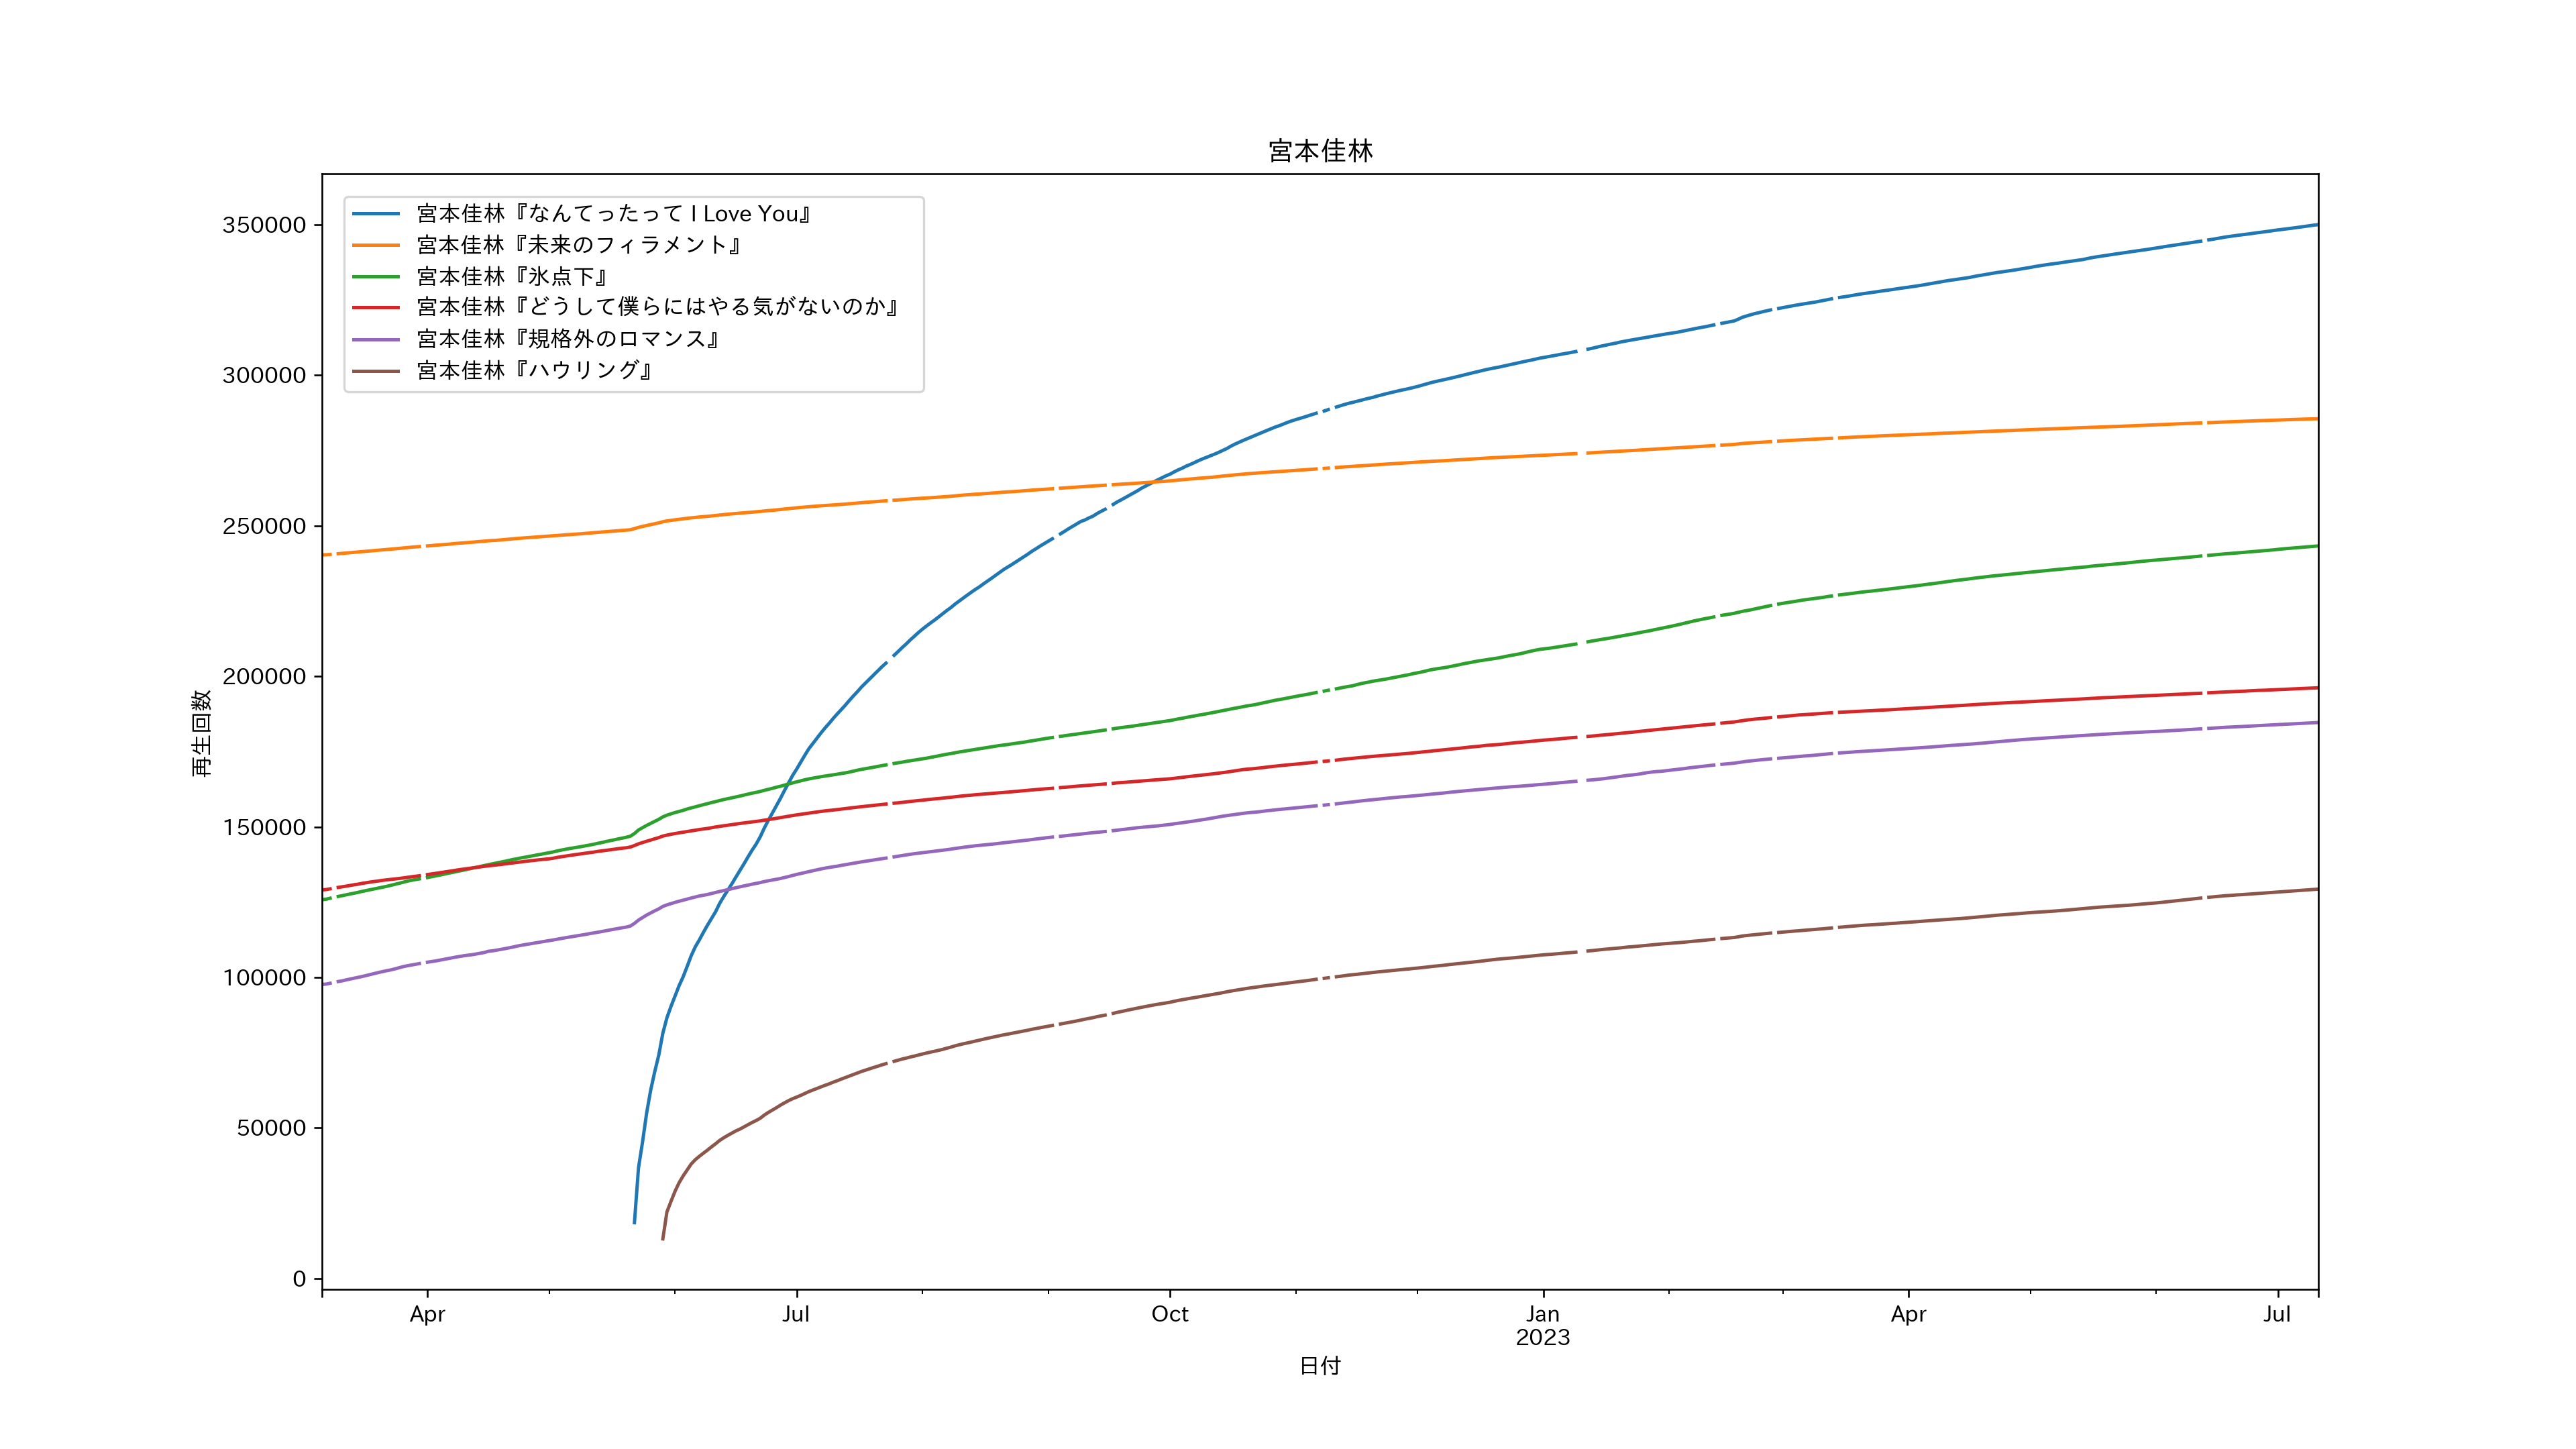 宮本佳林
宮本佳林『なんてったって I Love You』
宮本佳林『未来のフィラメント』
宮本佳林『氷点下』
宮本佳林『どうして僕らにはやる気がないのか』
宮本佳林『規格外のロマンス』
宮本佳林『ハウリング』
350000
300000
250000
200000
150000
100000
50000
0
再生回数
Apr
Jul
Oct
Jan
2023
Apr
Jul
日付